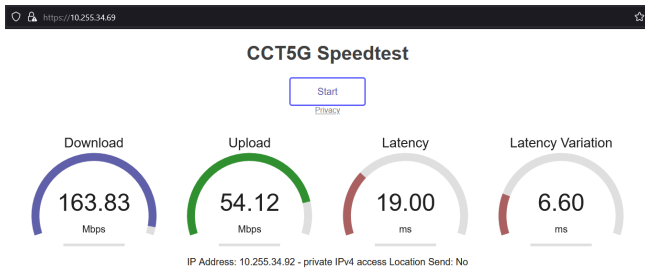 https://10.255.34.69
CCT5G Speedtest
Start
Privacy
Download
163.83
Mbps
Upload
54.12
Mbps
Latency
19.00
ms
Latency Variation
6.60
ms
IP Address: 10.255.34.92 - private IPv4 access Location Send: No